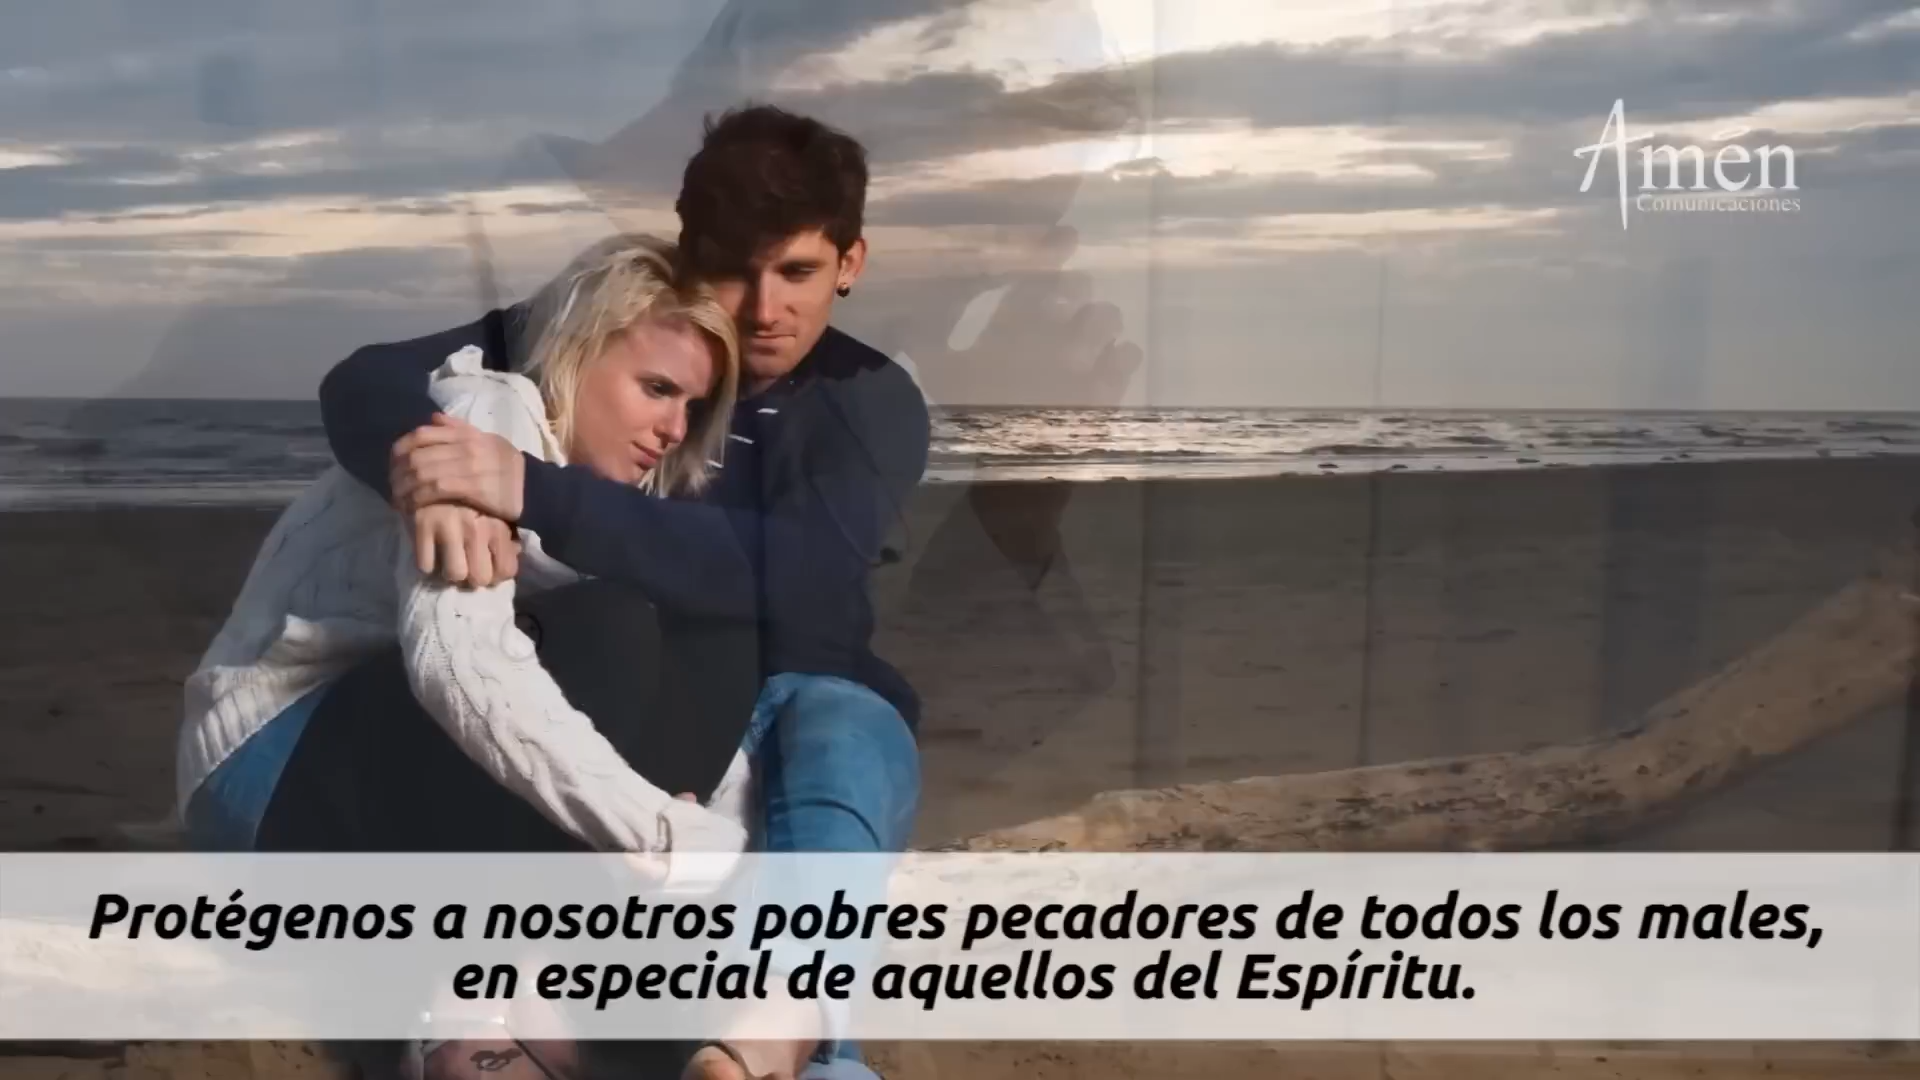 Amén
Comunicaciones
Protégenos a nosotros pobres pecadores de todos los males,
en especial de aquellos del Espíritu.